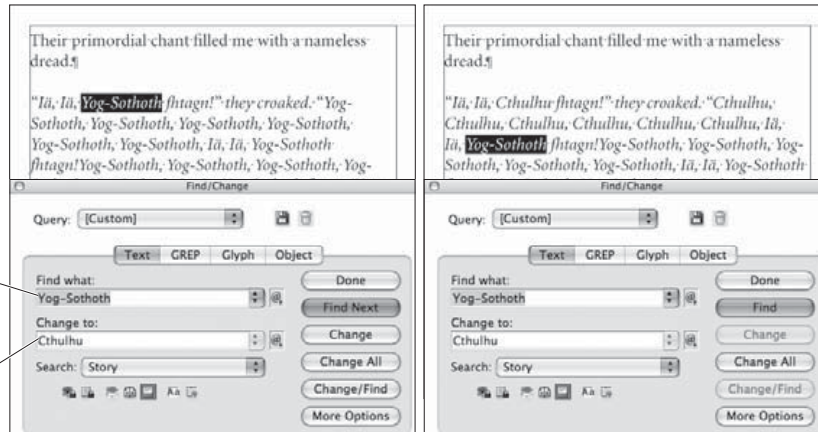 Their primordial chant filled me with a nameless
dread.¶
"Iä, Iä, Yog-Sothoth fhtagn!" they croaked. "Yog-
Sothoth, Yog-Sothoth, Yog-Sothoth, Yog-Sothoth,
Yog-Sothoth, Yog-Sothoth, Iä, Iä, Yog-Sothoth
fhtagn!Yog-Sothoth, Yog-Sothoth, Yog-Sothoth, Yog-
Find/Change
Query: [Custom]
Text GREP Glyph Object
Find what:
Yog-Sothoth
Change to:
Cthulhu
Search: Story
Done
Find Next
Change
Change All
Change/Find
More Options
Their primordial chant filled me with a nameless
dread.¶
"Iä, Iä, Cthulhu fhtagn!" they croaked. "Cthulhu,
Cthulhu, Cthulhu, Cthulhu, Cthulhu, Cthulhu, Iä,
Iä, Yog-Sothoth fhtagn!Yog-Sothoth, Yog-Sothoth, Yog-
Sothoth, Yog-Sothoth, Yog-Sothoth, Iä, Iä, Yog-Sothoth
Find/Change
Query: [Custom]
Text GREP Glyph Object
Find what:
Yog-Sothoth
Change to:
Cthulhu
Search: Story
Done
Find
Change
Change All
Change/Find
More Options